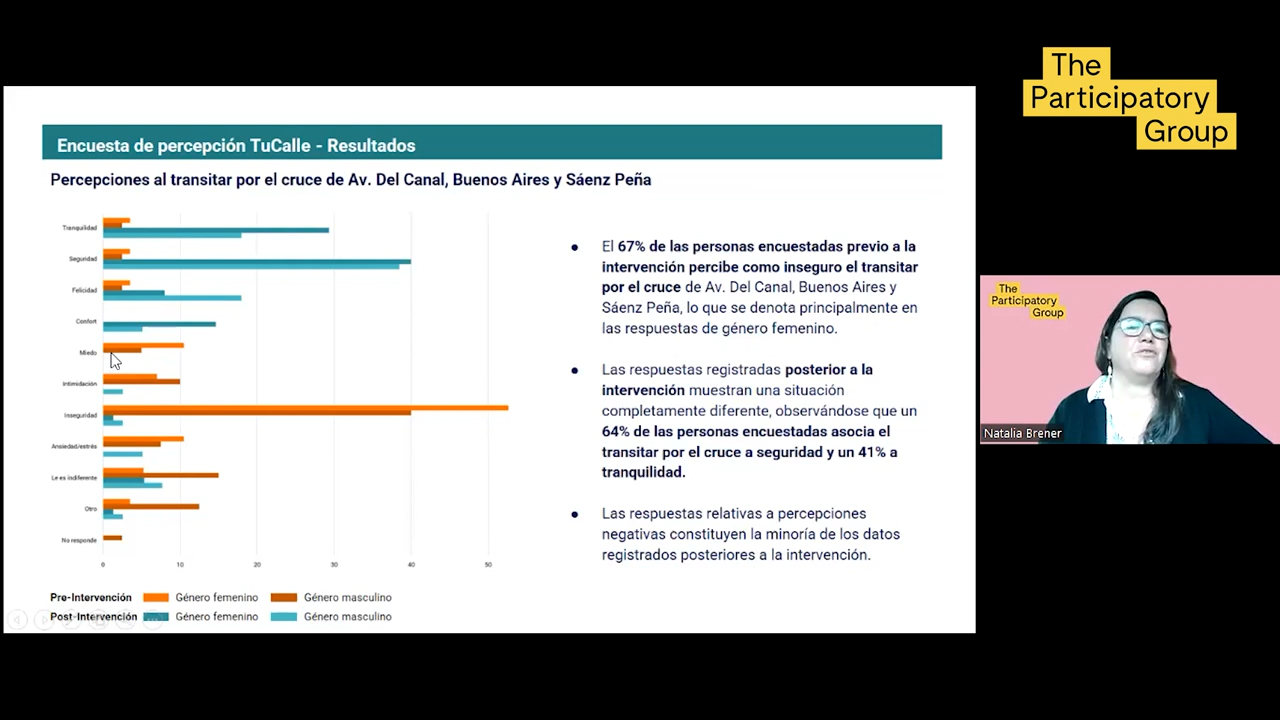 The
Participatory
Group
Encuesta de percepción TuCalle - Resultados
Percepciones al transitar por el cruce de Av. Del Canal, Buenos Aires y Sáenz Peña
Tranquilidad
Seguridad
Felicidad
Confort
Miedo
Intimidación
Inseguridad
Ansiedad/estrés
Le es indiferente
Otro
No responde
0 10 20 30 40 50
Pre-Intervención Género femenino Género masculino
Post-Intervención Género femenino Género masculino
El 67% de las personas encuestadas previo a la
intervención percibe como inseguro el transitar
por el cruce de Av. Del Canal, Buenos Aires y
Sáenz Peña, lo que se denota principalmente en
las respuestas de género femenino.
Las respuestas registradas posterior a la
intervención muestran una situación
completamente diferente, observándose que un
64% de las personas encuestadas asocia el
transitar por el cruce a seguridad y un 41% a
tranquilidad.
Las respuestas relativas a percepciones
negativas constituyen la minoría de los datos
registrados posteriores a la intervención.
The
Participatory
Group
Natalia Brener